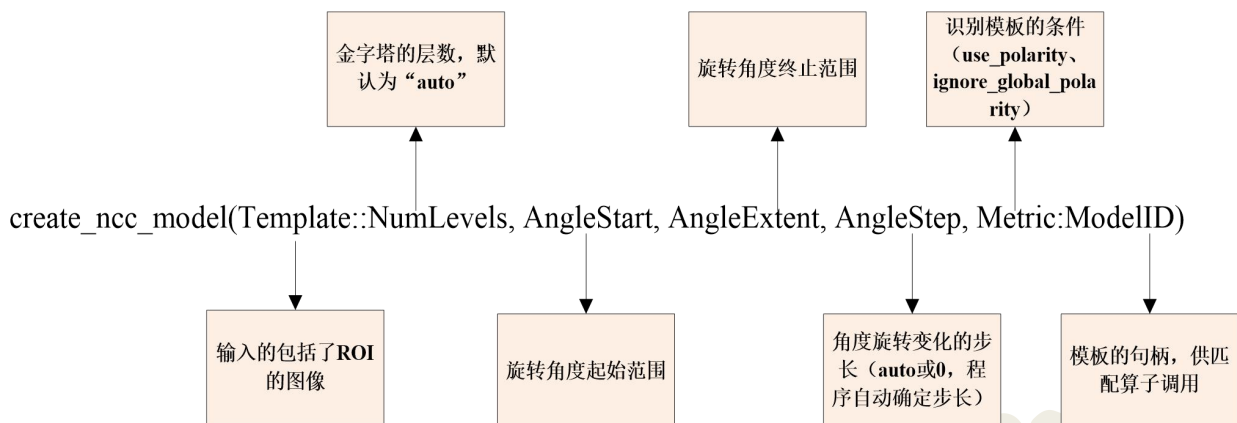 金字塔的层数，默
认为“auto”
旋转角度终止范围
识别模板的条件
（use_polarity、
ignore_global_pola
rity）
create_ncc_model(Template::NumLevels, AngleStart, AngleExtent, AngleStep, Metric:ModelID)
输入的包括了ROI
的图像
旋转角度起始范围
角度旋转变化的步
长（auto或0，程
序自动确定步长）
模板的句柄，供匹
配算子调用